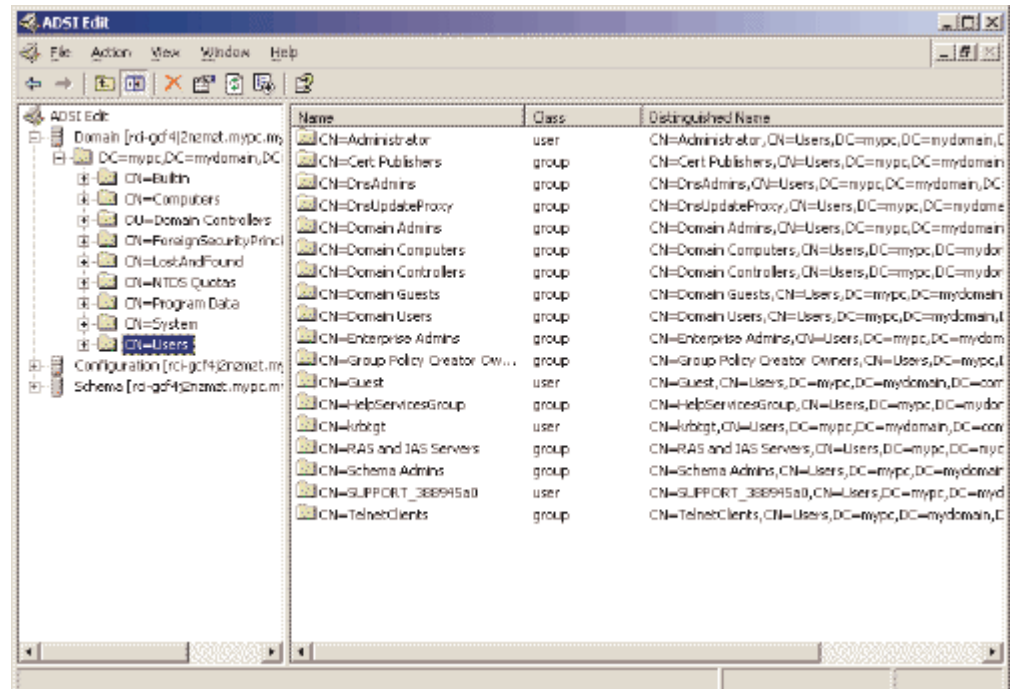 ADSI Edit
File Action View Window Help
ADSI Edit
Domain [rci-gcf4j2nzmzt.mypc.my
DC=mypc,DC=mydomain,DC
CN=Builtin
CN=Computers
OU=Domain Controllers
CN=ForeignSecurityPrinci
CN=LostAndFound
CN=NTDS Quotas
CN=Program Data
CN=System
CN=Users
Configuration [rci-gcf4j2nzmzt.my
Schema [rci-gcf4j2nzmzt.mypc.my
Name Class Distinguished Name
CN=Administrator user CN=Administrator,CN=Users,DC=mypc,DC=mydomain,D
CN=Cert Publishers group CN=Cert Publishers,CN=Users,DC=mypc,DC=mydomain
CN=DnsAdmins group CN=DnsAdmins,CN=Users,DC=mypc,DC=mydomain,DC=
CN=DnsUpdateProxy group CN=DnsUpdateProxy,CN=Users,DC=mypc,DC=mydoma
CN=Domain Admins group CN=Domain Admins,CN=Users,DC=mypc,DC=mydomain
CN=Domain Computers group CN=Domain Computers,CN=Users,DC=mypc,DC=mydor
CN=Domain Controllers group CN=Domain Controllers,CN=Users,DC=mypc,DC=mydor
CN=Domain Guests group CN=Domain Guests,CN=Users,DC=mypc,DC=mydomain
CN=Domain Users group CN=Domain Users,CN=Users,DC=mypc,DC=mydomain,D
CN=Enterprise Admins group CN=Enterprise Admins,CN=Users,DC=mypc,DC=mydom
CN=Group Policy Creator Ow... group CN=Group Policy Creator Owners,CN=Users,DC=mypc,D
CN=Guest user CN=Guest,CN=Users,DC=mypc,DC=mydomain,DC=com
CN=HelpServicesGroup group CN=HelpServicesGroup,CN=Users,DC=mypc,DC=mydor
CN=krbtgt user CN=krbtgt,CN=Users,DC=mypc,DC=mydomain,DC=com
CN=RAS and IAS Servers group CN=RAS and IAS Servers,CN=Users,DC=mypc,DC=myc
CN=Schema Admins group CN=Schema Admins,CN=Users,DC=mypc,DC=mydomair
CN=SUPPORT_388945a0 user CN=SUPPORT_388945a0,CN=Users,DC=mypc,DC=myd
CN=TelnetClients group CN=TelnetClients,CN=Users,DC=mypc,DC=mydomain,D